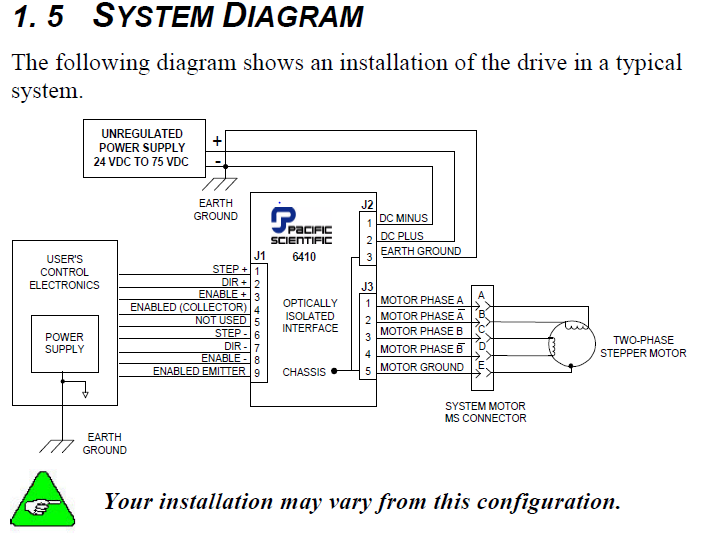 1. 5 SYSTEM DIAGRAM
The following diagram shows an installation of the drive in a typical
system.
UNREGULATED
POWER SUPPLY
24 VDC TO 75 VDC
+
-
EARTH
GROUND
PACIFIC
SCIENTIFIC
6410
J2
1 DC MINUS
2 DC PLUS
3 EARTH GROUND
USER'S
CONTROL
ELECTRONICS
POWER
SUPPLY
J1
STEP + 1
DIR + 2
ENABLE + 3
ENABLED (COLLECTOR) 4
NOT USED 5
STEP - 6
DIR - 7
ENABLE - 8
ENABLED EMITTER 9
OPTICALLY
ISOLATED
INTERFACE
CHASSIS
J3
1 MOTOR PHASE A
2 MOTOR PHASE A̅
3 MOTOR PHASE B
4 MOTOR PHASE B̅
5 MOTOR GROUND
A
B
C
D
E
TWO-PHASE
STEPPER MOTOR
SYSTEM MOTOR
MS CONNECTOR
EARTH
GROUND
Your installation may vary from this configuration.